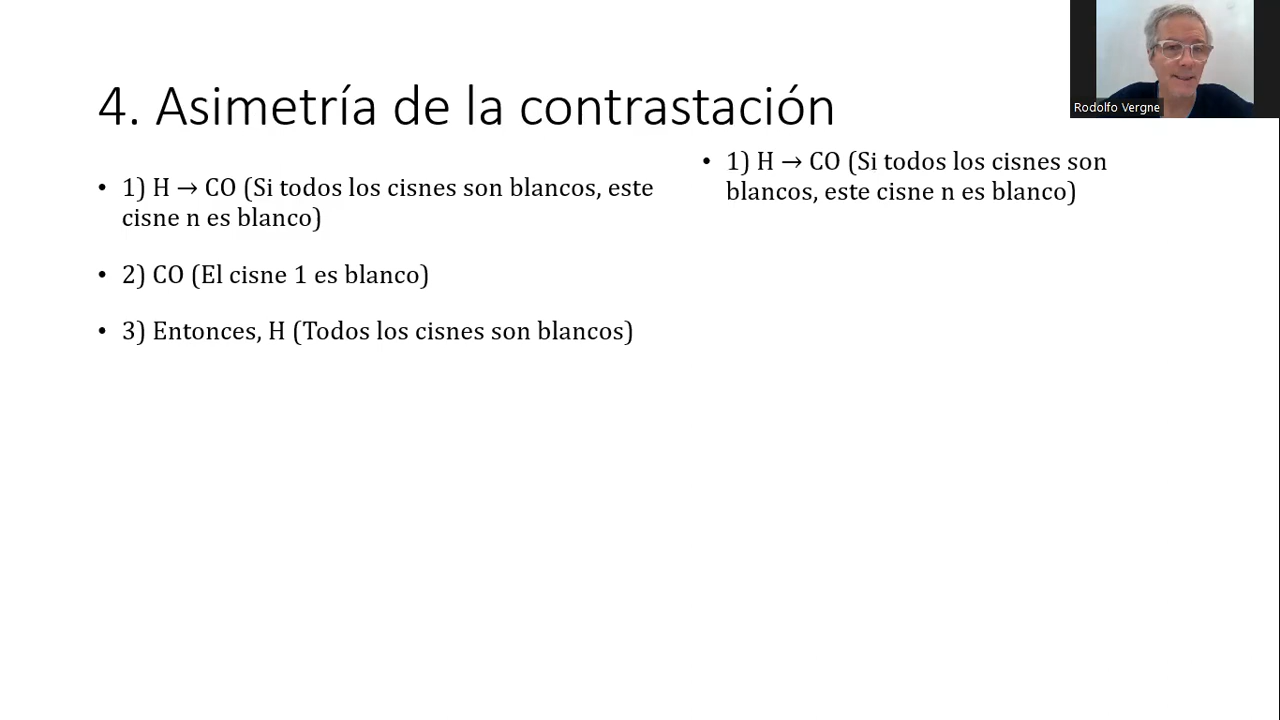 4. Asimetría de la contrastación
• 1) H → CO (Si todos los cisnes son blancos, este
cisne n es blanco)
• 2) CO (El cisne 1 es blanco)
• 3) Entonces, H (Todos los cisnes son blancos)
• 1) H → CO (Si todos los cisnes son
blancos, este cisne n es blanco)
Rodolfo Vergne